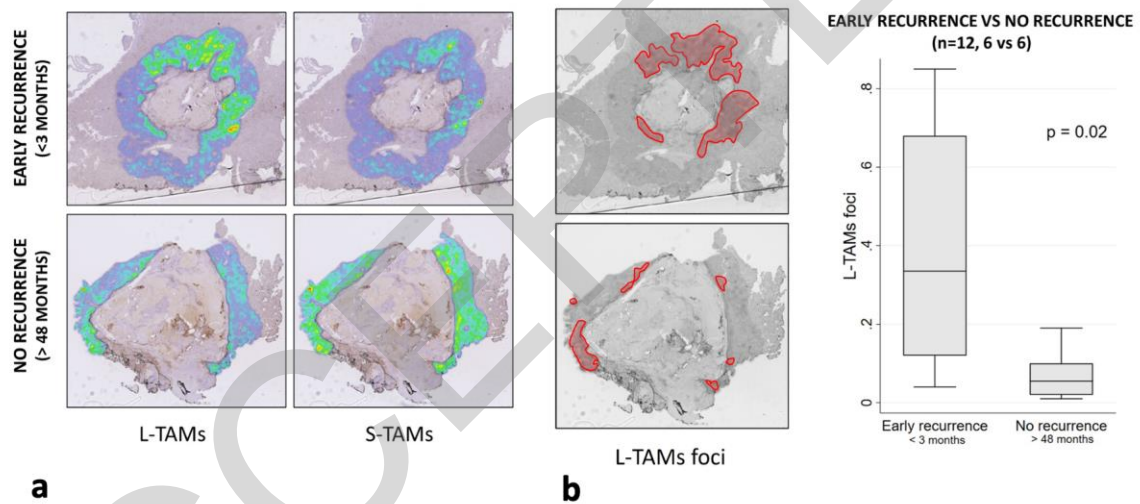 EARLY RECURRENCE
(<3 MONTHS)
NO RECURRENCE
(> 48 MONTHS)
L-TAMs
S-TAMs
a
L-TAMs foci
b
EARLY RECURRENCE VS NO RECURRENCE
(n=12, 6 vs 6)
L-TAMs foci
.8
.6
.4
.2
0
p = 0.02
Early recurrence
< 3 months
No recurrence
> 48 months